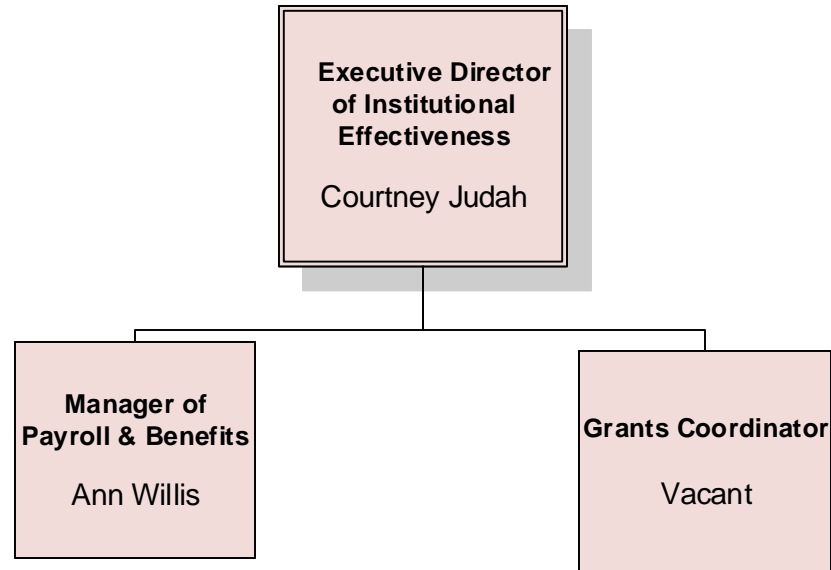 Executive Director
of Institutional
Effectiveness
Courtney Judah
Manager of
Payroll & Benefits
Ann Willis
Grants Coordinator
Vacant